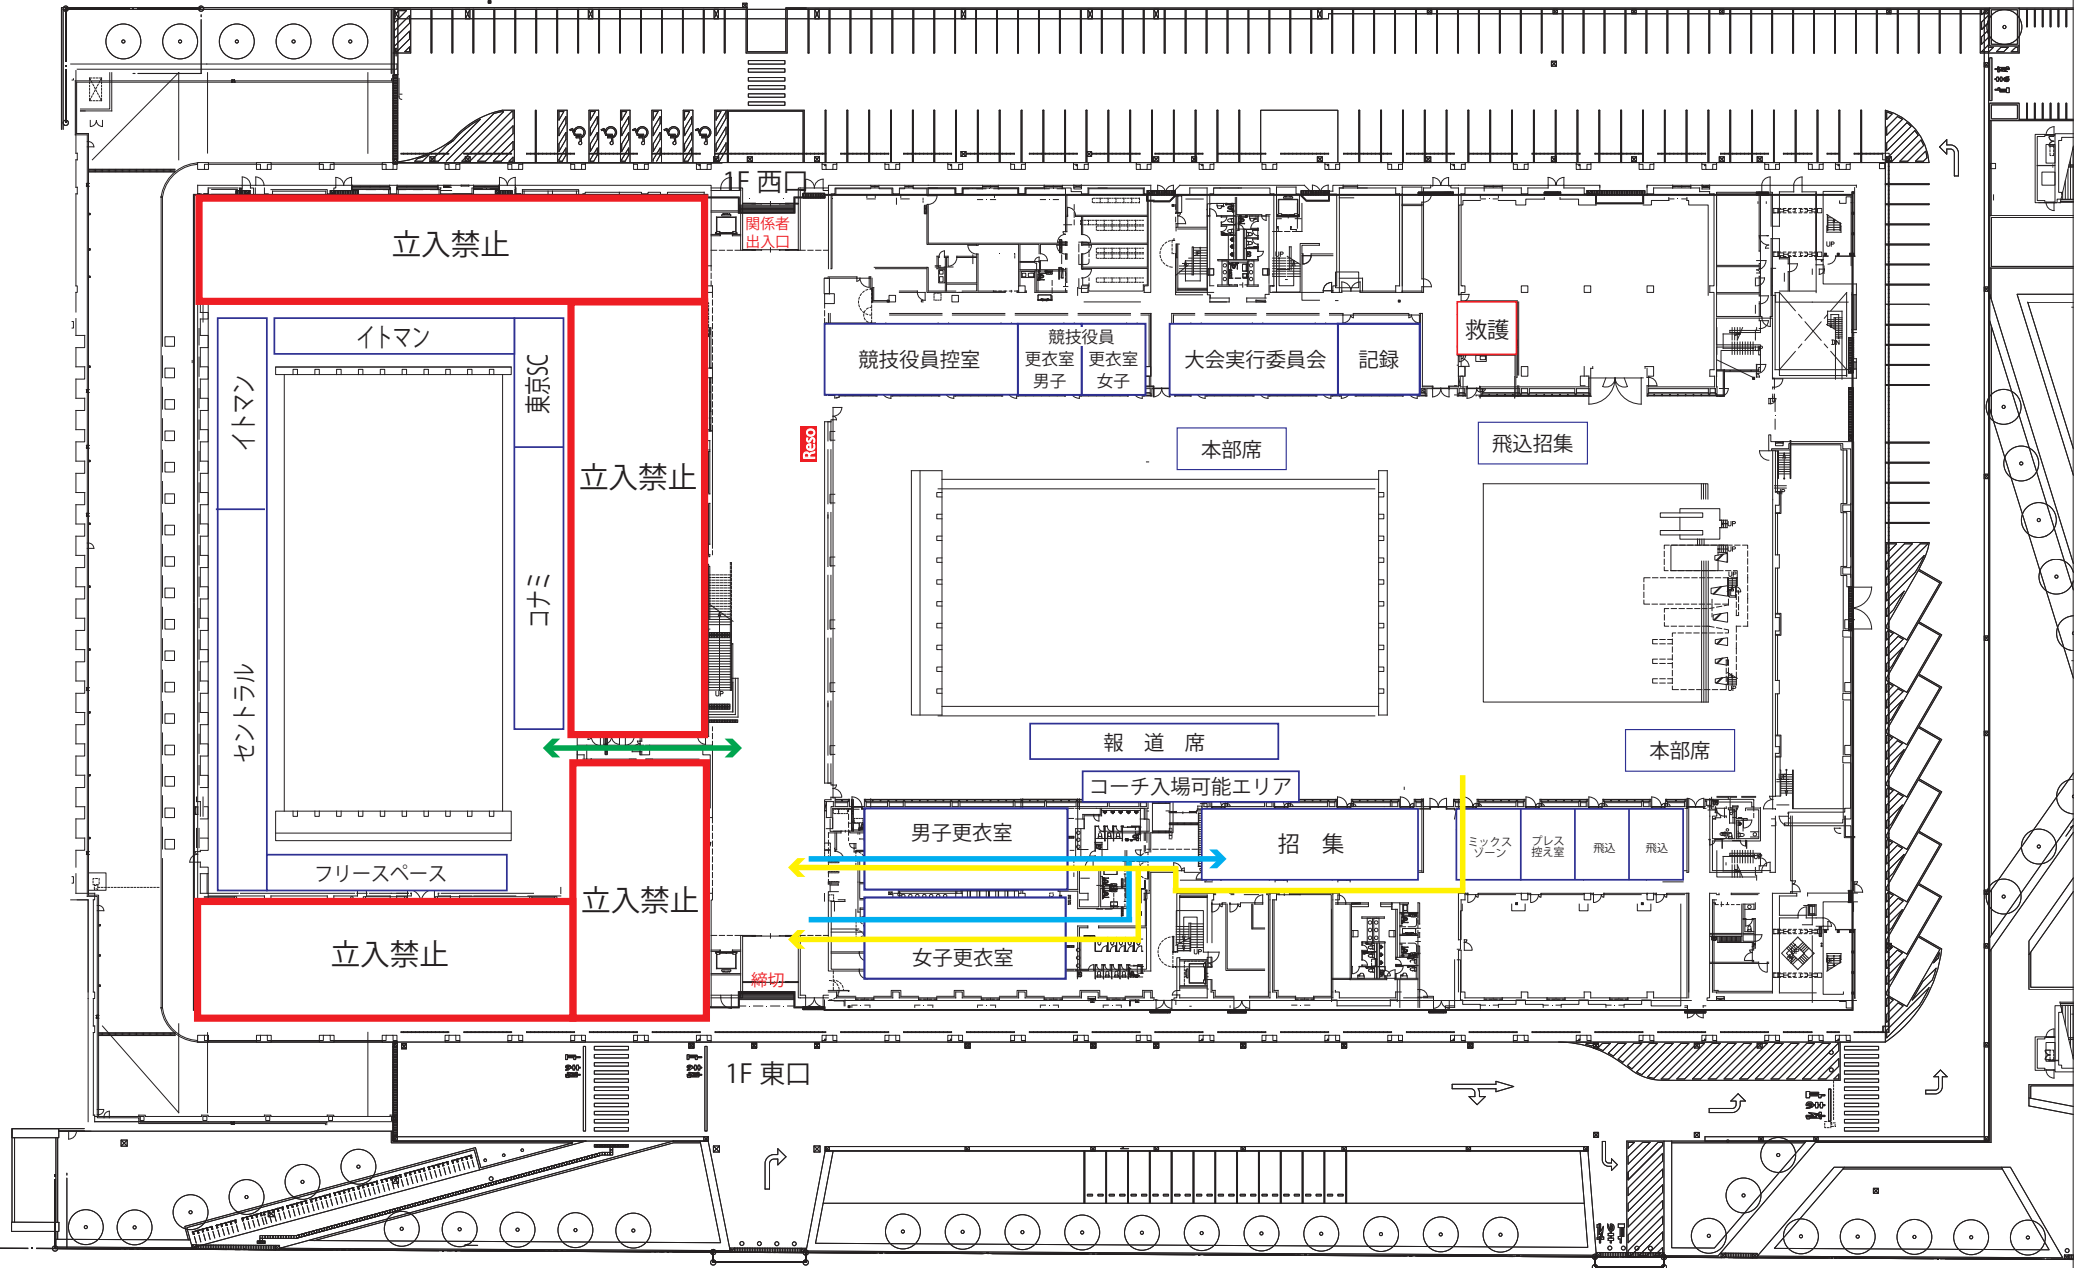 1F 西口
関係者
出入口
立入禁止
イトマン
東京SC
イトマン
立入禁止
コナミ
セントラル
フリースペース
立入禁止
立入禁止
競技役員控室
競技役員
更衣室
男子
更衣室
女子
大会実行委員会
記録
救護
Reso
本部席
飛込招集
報 道 席
本部席
コーチ入場可能エリア
男子更衣室
招 集
ミックス
ゾーン
プレス
控え室
飛込
飛込
女子更衣室
締切
1F 東口
UP
UP
UP
UP
UP
UP
DN